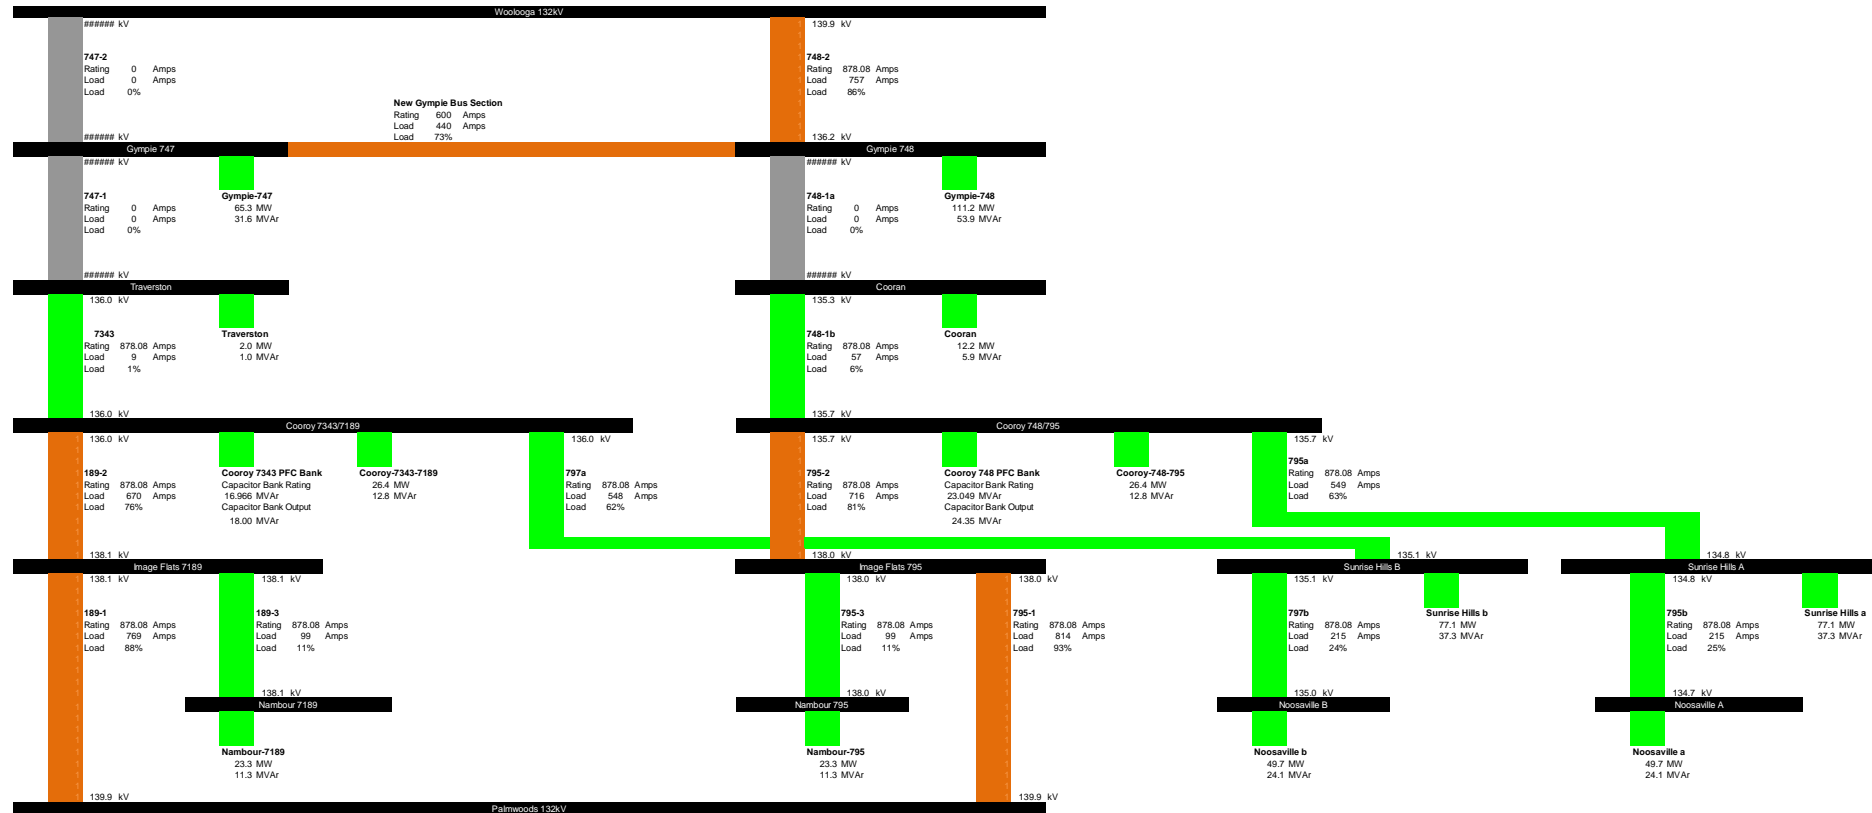 Woolooga 132kV
###### kV
139.9 kV
747-2
Rating 0 Amps
Load 0 Amps
Load 0%
748-2
Rating 878.08 Amps
Load 757 Amps
Load 86%
New Gympie Bus Section
Rating 600 Amps
Load 440 Amps
Load 73%
###### kV
136.2 kV
Gympie 747
Gympie 748
###### kV
###### kV
747-1
Rating 0 Amps
Load 0 Amps
Load 0%
Gympie-747
65.3 MW
31.6 MVAr
748-1a
Rating 0 Amps
Load 0 Amps
Load 0%
Gympie-748
111.2 MW
53.9 MVAr
###### kV
###### kV
Traverston
Cooran
136.0 kV
135.3 kV
7343
Rating 878.08 Amps
Load 9 Amps
Load 1%
Traverston
2.0 MW
1.0 MVAr
748-1b
Rating 878.08 Amps
Load 57 Amps
Load 6%
Cooran
12.2 MW
5.9 MVAr
136.0 kV
135.7 kV
Cooroy 7343/7189
Cooroy 748/795
136.0 kV
136.0 kV
135.7 kV
135.7 kV
189-2
Rating 878.08 Amps
Load 670 Amps
Load 76%
Cooroy 7343 PFC Bank
Capacitor Bank Rating
16.966 MVAr
Capacitor Bank Output
18.00 MVAr
Cooroy-7343-7189
26.4 MW
12.8 MVAr
797a
Rating 878.08 Amps
Load 548 Amps
Load 62%
795-2
Rating 878.08 Amps
Load 716 Amps
Load 81%
Cooroy 748 PFC Bank
Capacitor Bank Rating
23.049 MVAr
Capacitor Bank Output
24.35 MVAr
Cooroy-748-795
26.4 MW
12.8 MVAr
795a
Rating 878.08 Amps
Load 549 Amps
Load 63%
138.1 kV
138.0 kV
135.1 kV
134.8 kV
Image Flats 7189
Image Flats 795
Sunrise Hills B
Sunrise Hills A
138.1 kV
138.1 kV
138.0 kV
138.0 kV
135.1 kV
134.8 kV
189-1
Rating 878.08 Amps
Load 769 Amps
Load 88%
189-3
Rating 878.08 Amps
Load 99 Amps
Load 11%
795-3
Rating 878.08 Amps
Load 99 Amps
Load 11%
795-1
Rating 878.08 Amps
Load 814 Amps
Load 93%
797b
Rating 878.08 Amps
Load 215 Amps
Load 24%
Sunrise Hills b
77.1 MW
37.3 MVAr
795b
Rating 878.08 Amps
Load 215 Amps
Load 25%
Sunrise Hills a
77.1 MW
37.3 MVAr
138.1 kV
138.0 kV
135.0 kV
134.7 kV
Nambour 7189
Nambour 795
Noosaville B
Noosaville A
Nambour-7189
23.3 MW
11.3 MVAr
Nambour-795
23.3 MW
11.3 MVAr
Noosaville b
49.7 MW
24.1 MVAr
Noosaville a
49.7 MW
24.1 MVAr
139.9 kV
139.9 kV
Palmwoods 132kV